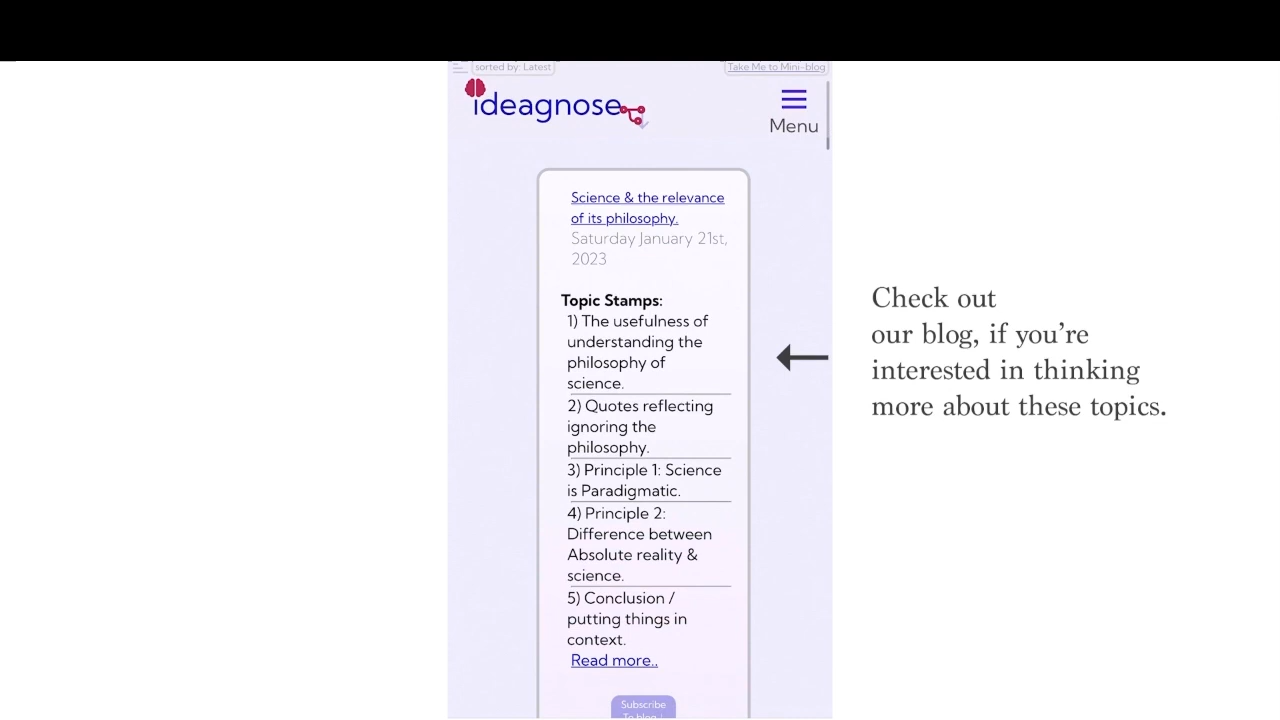 sorted by: Latest
Take Me to Mini-blog
ideagnose
Menu
Science & the relevance
of its philosophy.
Saturday January 21st,
2023
Topic Stamps:
1) The usefulness of
understanding the
philosophy of
science.
2) Quotes reflecting
ignoring the
philosophy.
3) Principle 1: Science
is Paradigmatic.
4) Principle 2:
Difference between
Absolute reality &
science.
5) Conclusion /
putting things in
context.
Read more..
Subscribe
To blog !
Check out
our blog, if you’re
interested in thinking
more about these topics.